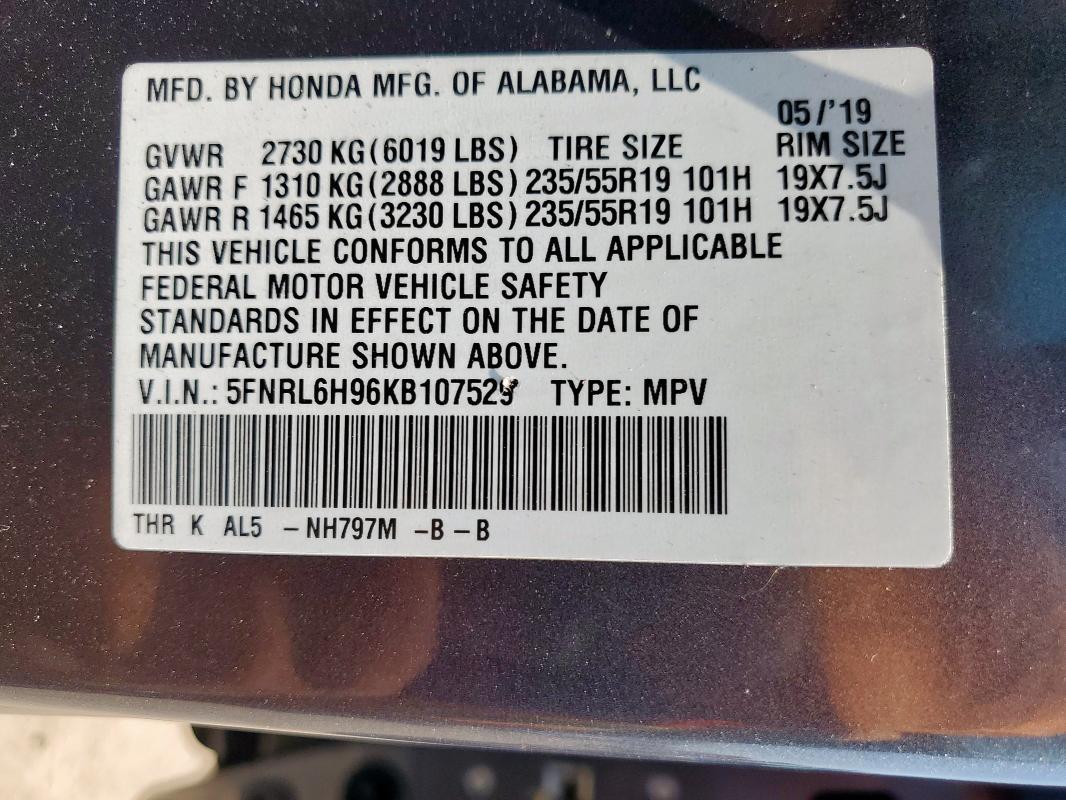 MFD. BY HONDA MFG. OF ALABAMA, LLC
05/'19
GVWR 2730 KG (6019 LBS) TIRE SIZE RIM SIZE
GAWR F 1310 KG (2888 LBS) 235/55R19 101H 19X7.5J
GAWR R 1465 KG (3230 LBS) 235/55R19 101H 19X7.5J
THIS VEHICLE CONFORMS TO ALL APPLICABLE
FEDERAL MOTOR VEHICLE SAFETY
STANDARDS IN EFFECT ON THE DATE OF
MANUFACTURE SHOWN ABOVE.
V.I.N.: 5FNRL6H96KB107529 TYPE: MPV
THR K AL5 – NH797M – B – B